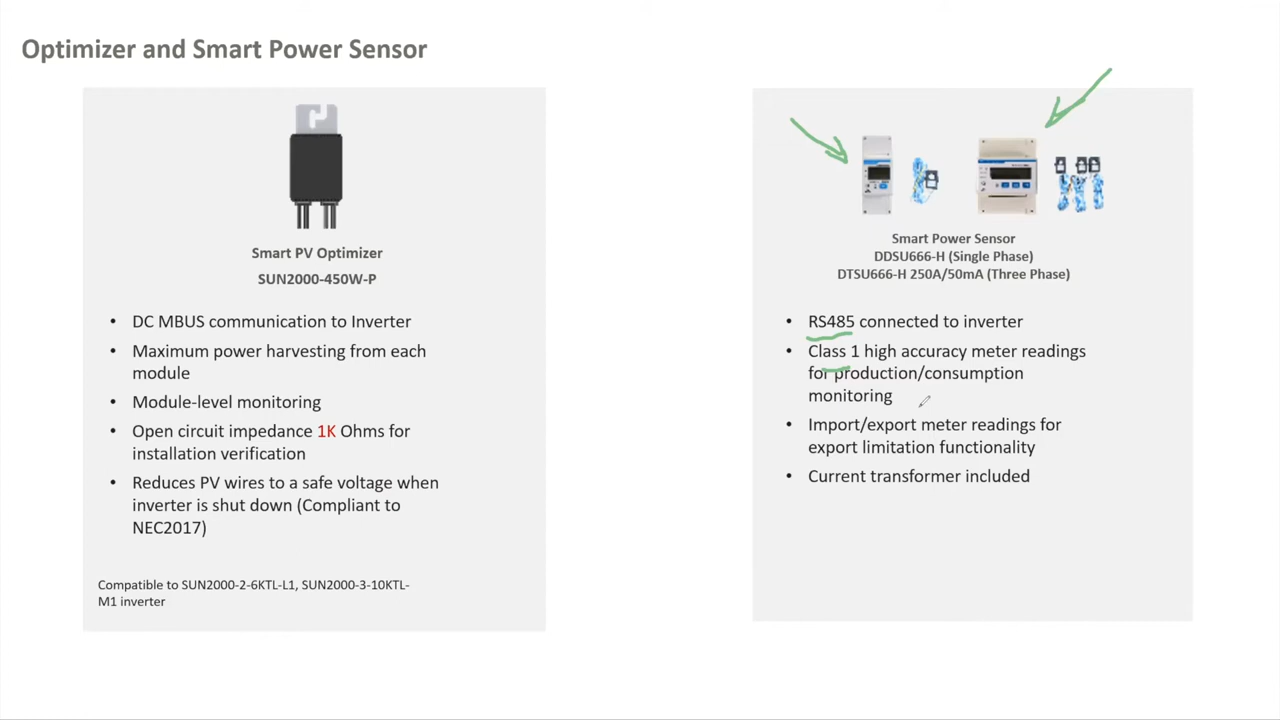 Optimizer and Smart Power Sensor
Smart PV Optimizer
SUN2000-450W-P
• DC MBUS communication to Inverter
• Maximum power harvesting from each
module
• Module-level monitoring
• Open circuit impedance 1K Ohms for
installation verification
• Reduces PV wires to a safe voltage when
inverter is shut down (Compliant to
NEC2017)
Compatible to SUN2000-2-6KTL-L1, SUN2000-3-10KTL-
M1 inverter
Smart Power Sensor
DDSU666-H (Single Phase)
DTSU666-H 250A/50mA (Three Phase)
• RS485 connected to inverter
• Class 1 high accuracy meter readings
for production/consumption
monitoring
• Import/export meter readings for
export limitation functionality
• Current transformer included